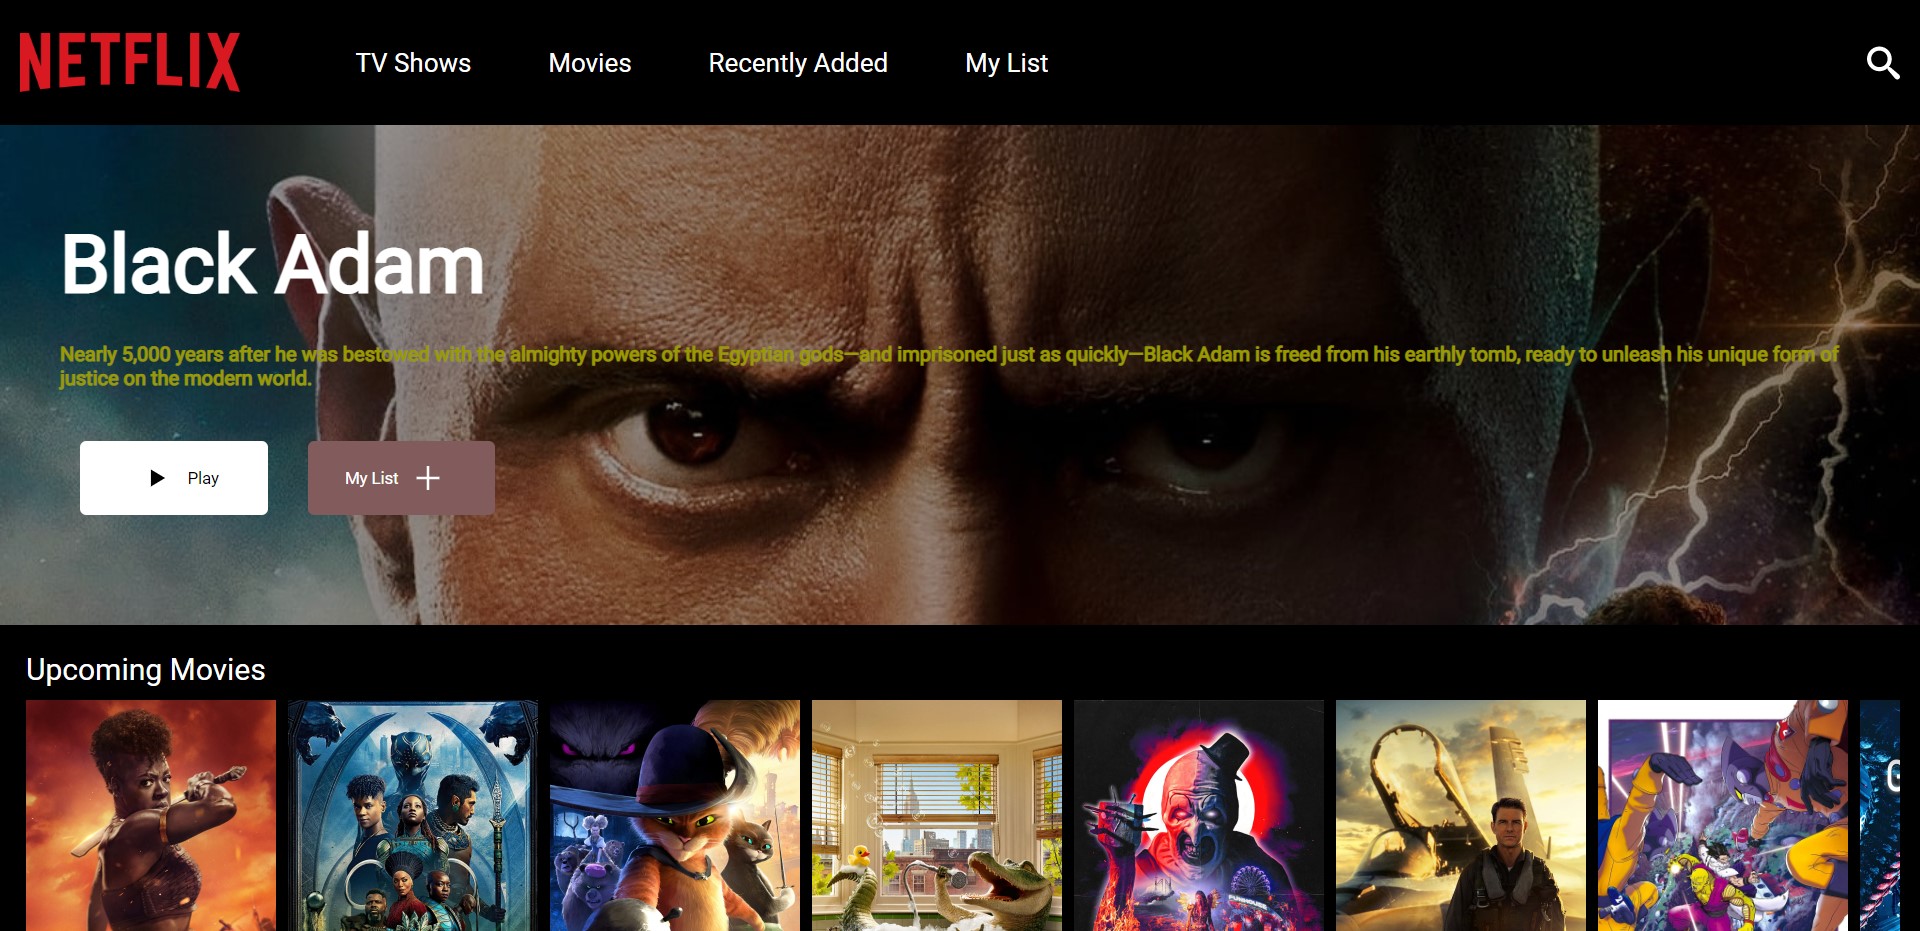 NETFLIX
TV Shows
Movies
Recently Added
My List
Black Adam
Nearly 5,000 years after he was bestowed with the almighty powers of the Egyptian gods—and imprisoned just as quickly—Black Adam is freed from his earthly tomb, ready to unleash his unique form of
justice on the modern world.
Play
My List
Upcoming Movies